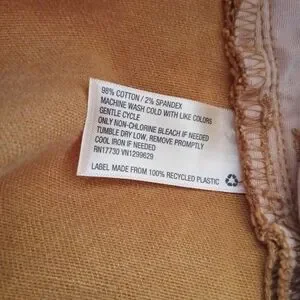 98% COTTON / 2% SPANDEX
MACHINE WASH COLD WITH LIKE COLORS
GENTLE CYCLE
ONLY NON-CHLORINE BLEACH IF NEEDED
TUMBLE DRY LOW, REMOVE PROMPTLY
COOL IRON IF NEEDED
RN17730 VN1299629
LABEL MADE FROM 100% RECYCLED PLASTIC